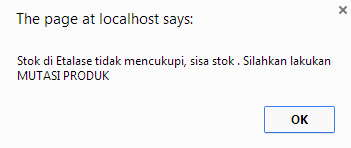 The page at localhost says:
Stok di Etalase tidak mencukupi, sisa stok . Silahkan lakukan
MUTASI PRODUK
OK